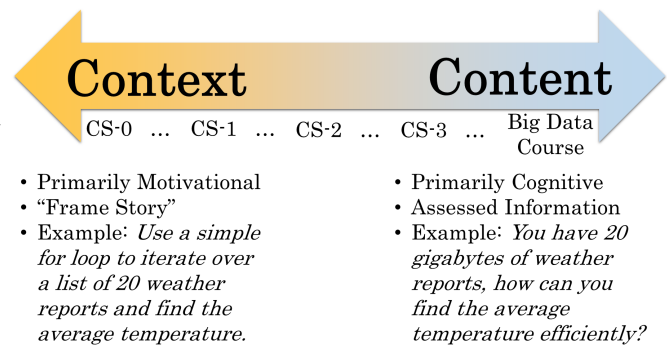 Context
Content
CS-0 ... CS-1 ... CS-2 ... CS-3 ... Big Data
Course
• Primarily Motivational
• “Frame Story”
• Example: Use a simple
for loop to iterate over
a list of 20 weather
reports and find the
average temperature.
• Primarily Cognitive
• Assessed Information
• Example: You have 20
gigabytes of weather
reports, how can you
find the average
temperature efficiently?